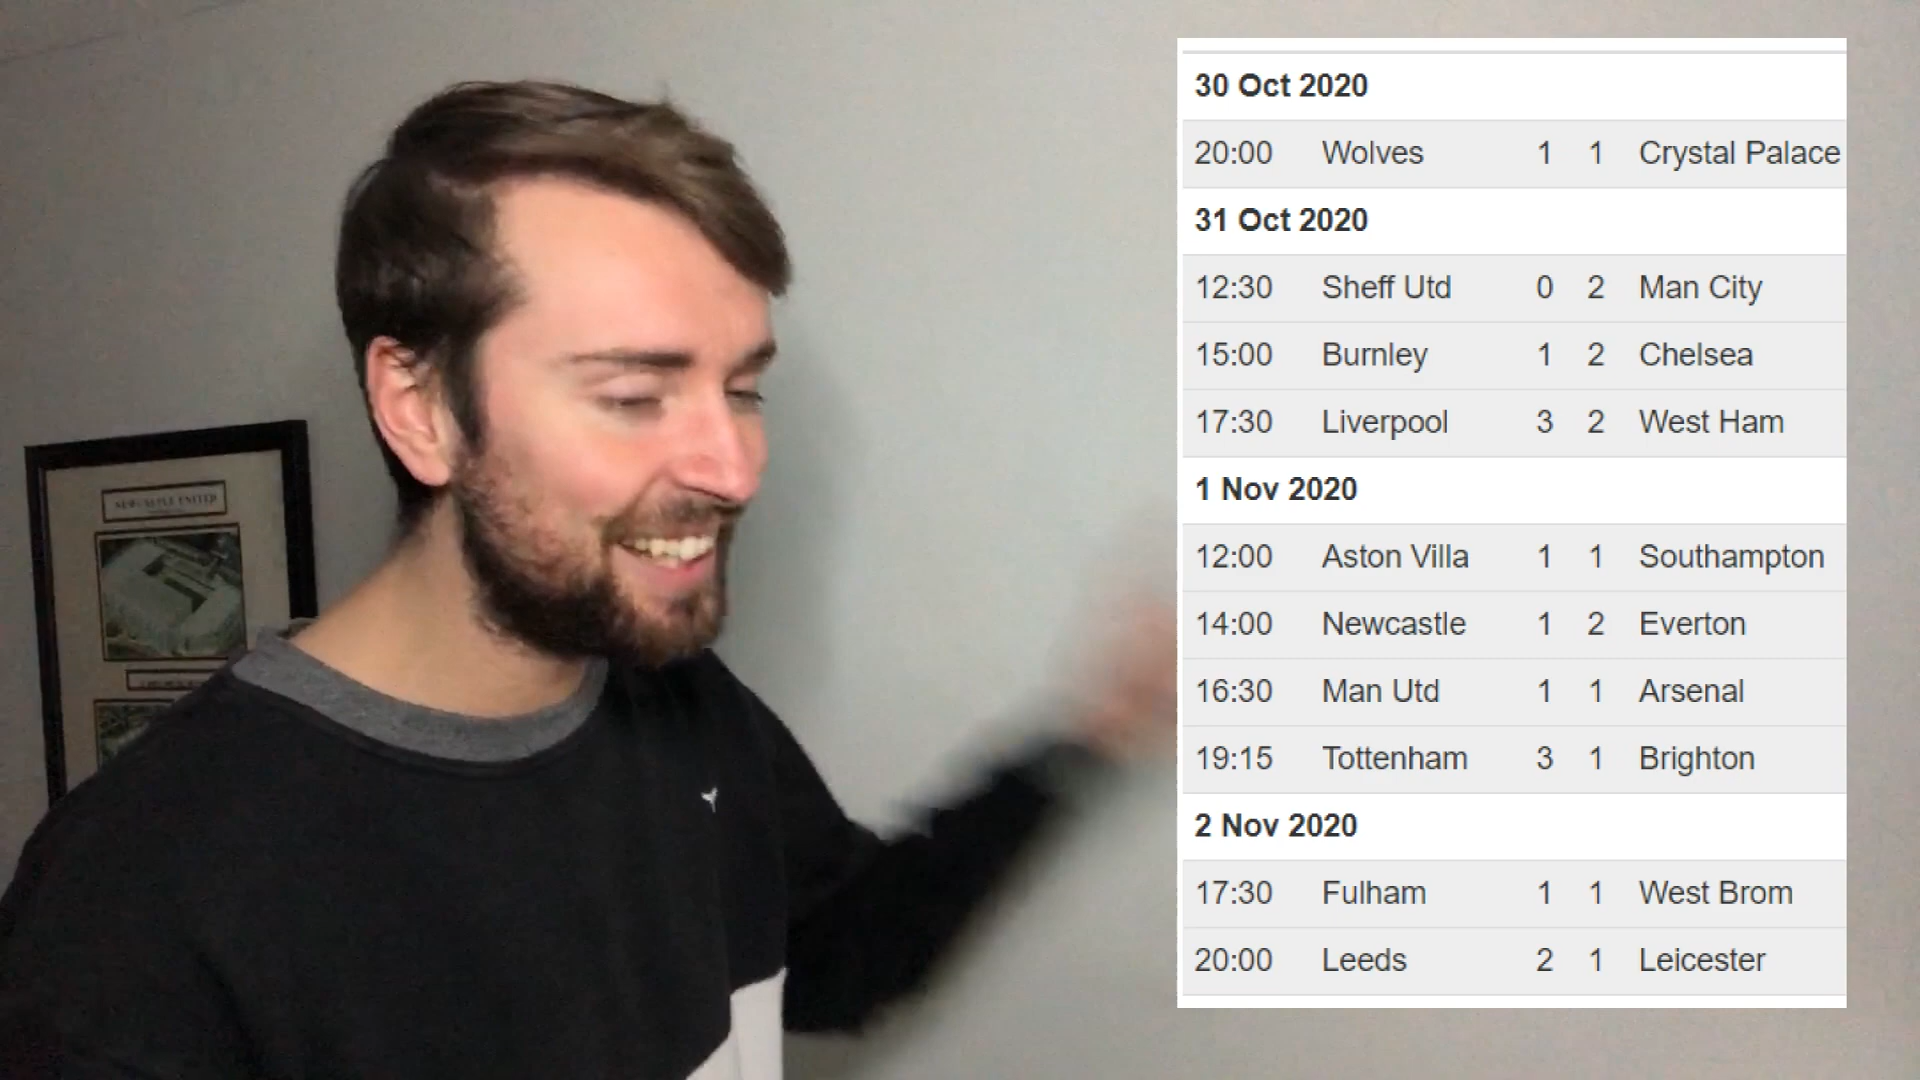 30 Oct 2020
20:00 Wolves 1 1 Crystal Palace
31 Oct 2020
12:30 Sheff Utd 0 2 Man City
15:00 Burnley 1 2 Chelsea
17:30 Liverpool 3 2 West Ham
1 Nov 2020
12:00 Aston Villa 1 1 Southampton
14:00 Newcastle 1 2 Everton
16:30 Man Utd 1 1 Arsenal
19:15 Tottenham 3 1 Brighton
2 Nov 2020
17:30 Fulham 1 1 West Brom
20:00 Leeds 2 1 Leicester
NEWCASTLE UNITED